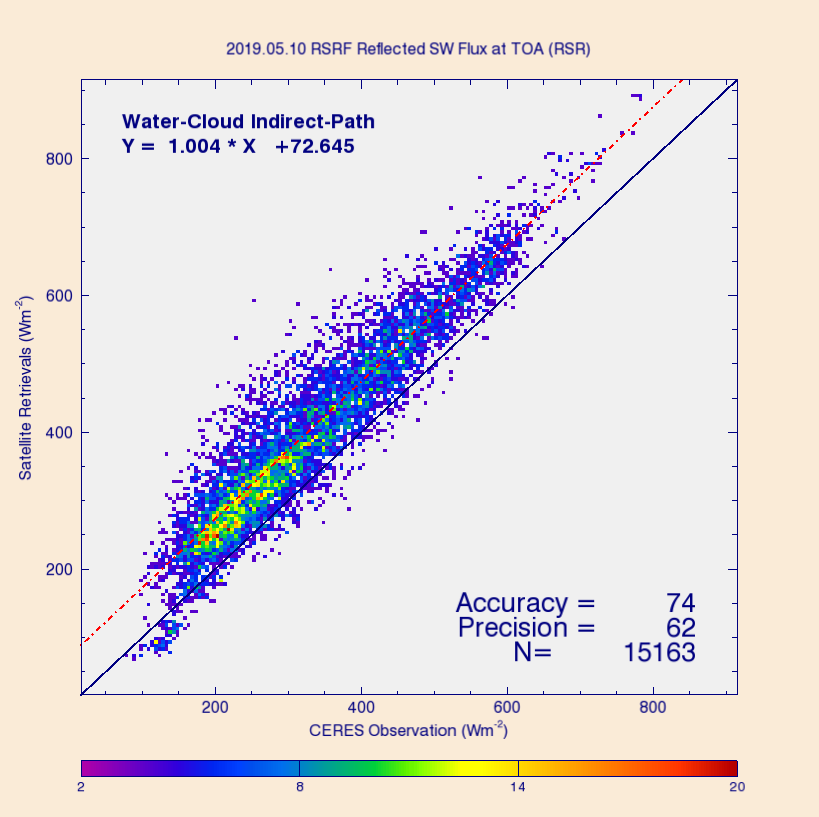 2019.05.10 RSRF Reflected SW Flux at TOA (RSR)
Water-Cloud Indirect-Path
Y = 1.004 * X +72.645
800
600
400
200
Satellite Retrievals (Wm-2)
Accuracy = 74
Precision = 62
N= 15163
200 400 600 800
CERES Observation (Wm-2)
2 8 14 20